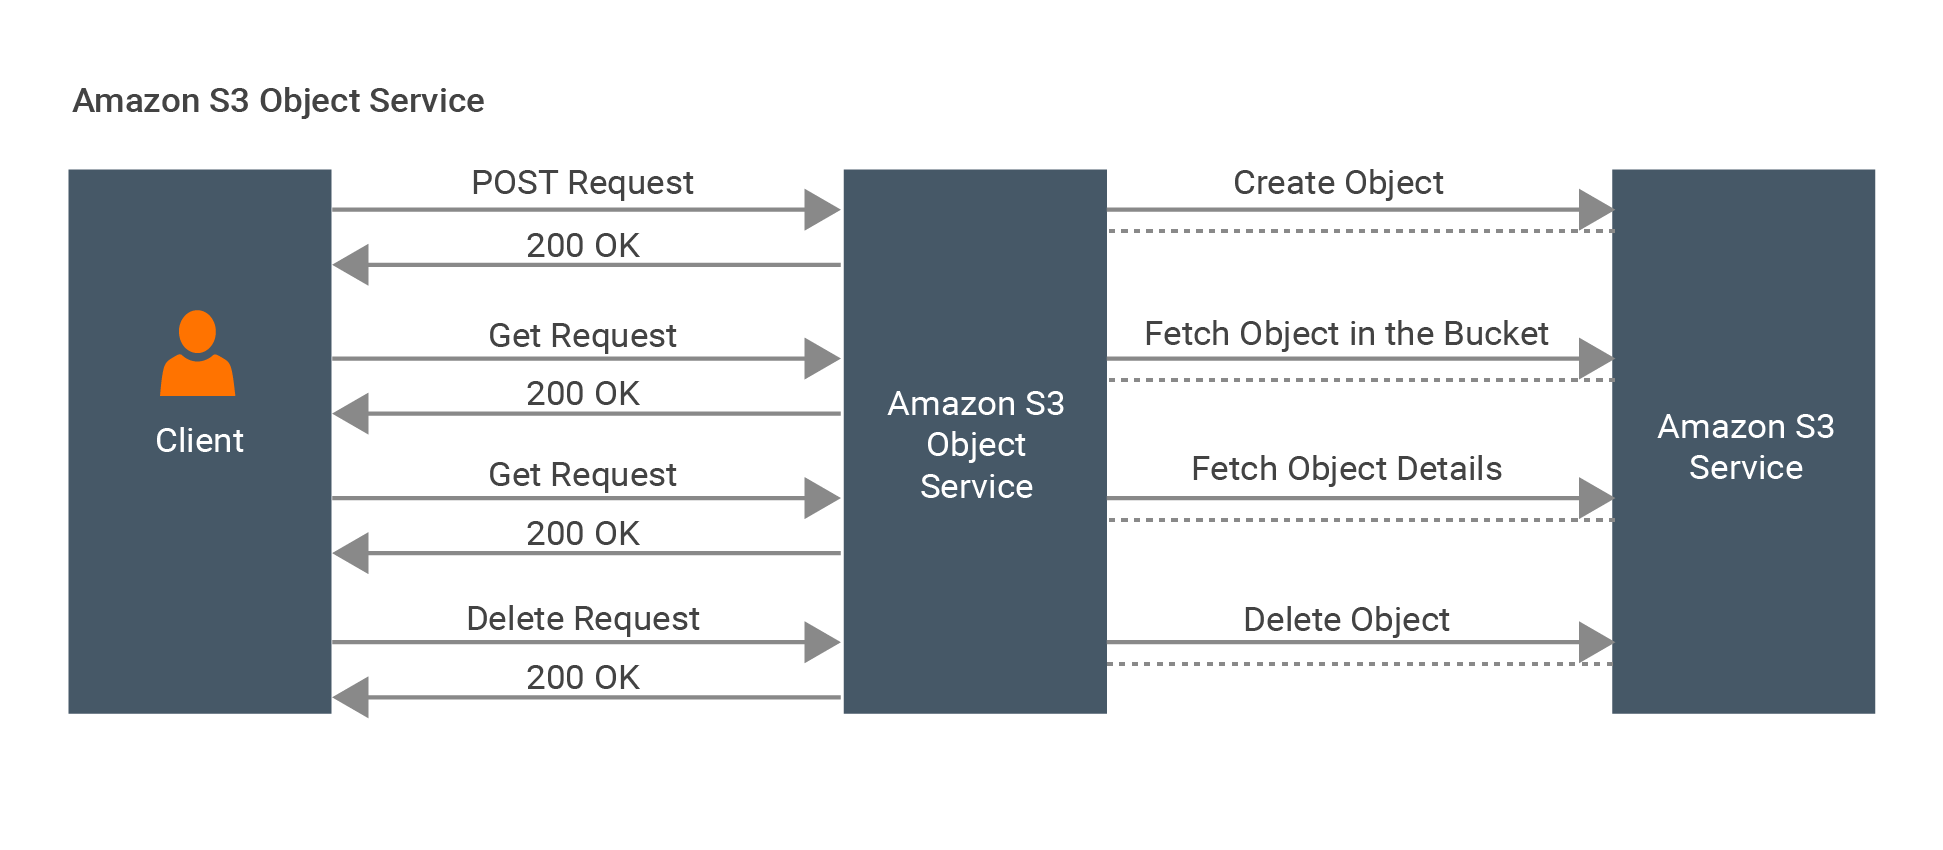 Amazon S3 Object Service
POST Request
Create Object
200 OK
Get Request
Fetch Object in the Bucket
200 OK
Client
Amazon S3
Object
Service
Amazon S3
Service
Get Request
Fetch Object Details
200 OK
Delete Request
Delete Object
200 OK